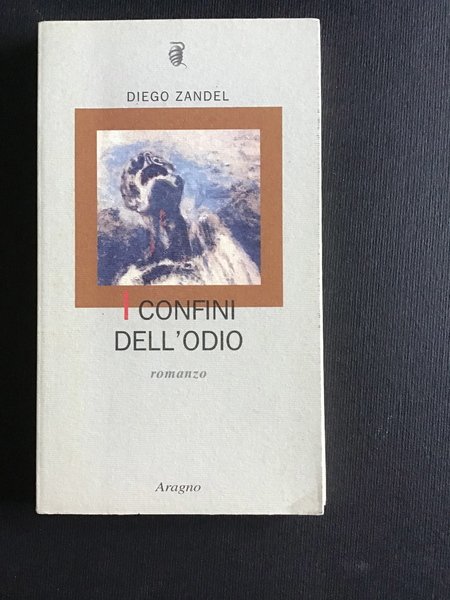 DIEGO ZANDEL
I CONFINI
DELL'ODIO
romanzo
Aragno